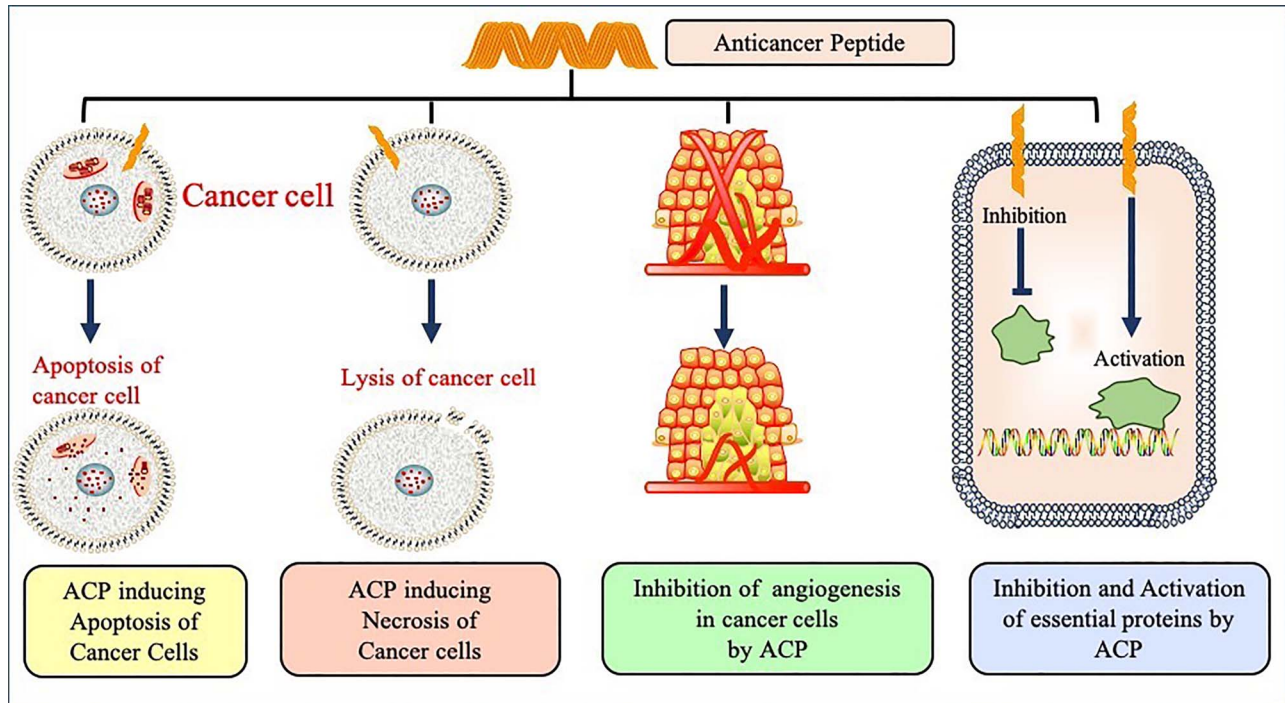 Anticancer Peptide
Cancer cell
Inhibition
Activation
Apoptosis of
cancer cell
Lysis of cancer cell
ACP inducing
Apoptosis of
Cancer Cells
ACP inducing
Necrosis of
Cancer cells
Inhibition of angiogenesis
in cancer cells
by ACP
Inhibition and Activation
of essential proteins by
ACP